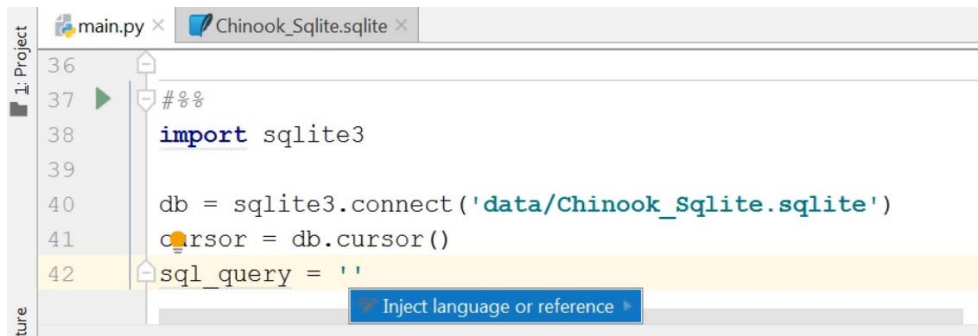 1: Project
main.py × Chinook_Sqlite.sqlite ×
36
37 #%%
38 import sqlite3
39
40 db = sqlite3.connect('data/Chinook_Sqlite.sqlite')
41 cursor = db.cursor()
42 sql_query = ''
Inject language or reference
ture